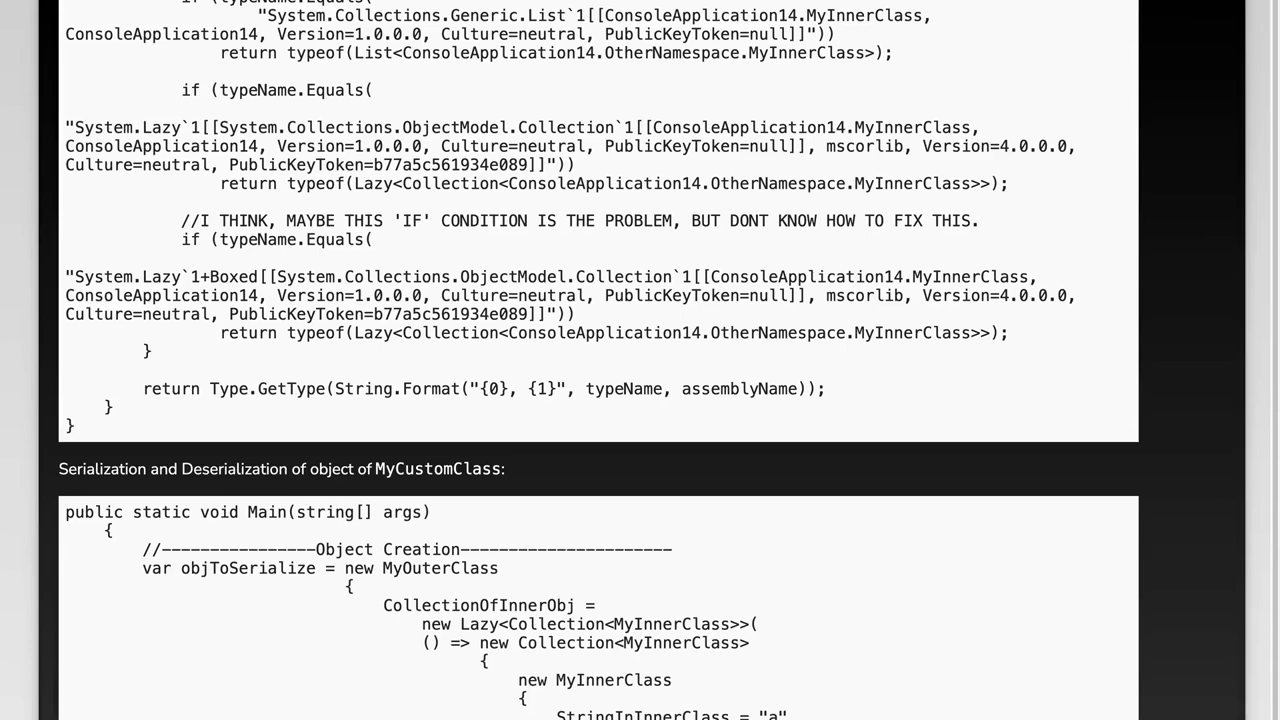 if (typeName.Equals(
"System.Collections.Generic.List`1[[ConsoleApplication14.MyInnerClass,
ConsoleApplication14, Version=1.0.0.0, Culture=neutral, PublicKeyToken=null]]"))
return typeof(List<ConsoleApplication14.OtherNamespace.MyInnerClass>);
if (typeName.Equals(
"System.Lazy`1[[System.Collections.ObjectModel.Collection`1[[ConsoleApplication14.MyInnerClass,
ConsoleApplication14, Version=1.0.0.0, Culture=neutral, PublicKeyToken=null]], mscorlib, Version=4.0.0.0,
Culture=neutral, PublicKeyToken=b77a5c561934e089]]"))
return typeof(Lazy<Collection<ConsoleApplication14.OtherNamespace.MyInnerClass>>);
//I THINK, MAYBE THIS 'IF' CONDITION IS THE PROBLEM, BUT DONT KNOW HOW TO FIX THIS.
if (typeName.Equals(
"System.Lazy`1+Boxed[[System.Collections.ObjectModel.Collection`1[[ConsoleApplication14.MyInnerClass,
ConsoleApplication14, Version=1.0.0.0, Culture=neutral, PublicKeyToken=null]], mscorlib, Version=4.0.0.0,
Culture=neutral, PublicKeyToken=b77a5c561934e089]]"))
return typeof(Lazy<Collection<ConsoleApplication14.OtherNamespace.MyInnerClass>>);
}
return Type.GetType(String.Format("{0}, {1}", typeName, assemblyName));
}
}
Serialization and Deserialization of object of MyCustomClass:
public static void Main(string[] args)
{
//----------------Object Creation----------------------
var objToSerialize = new MyOuterClass
{
CollectionOfInnerObj =
new Lazy<Collection<MyInnerClass>>(
() => new Collection<MyInnerClass>
{
new MyInnerClass
{
StringInInnerClass = "a"